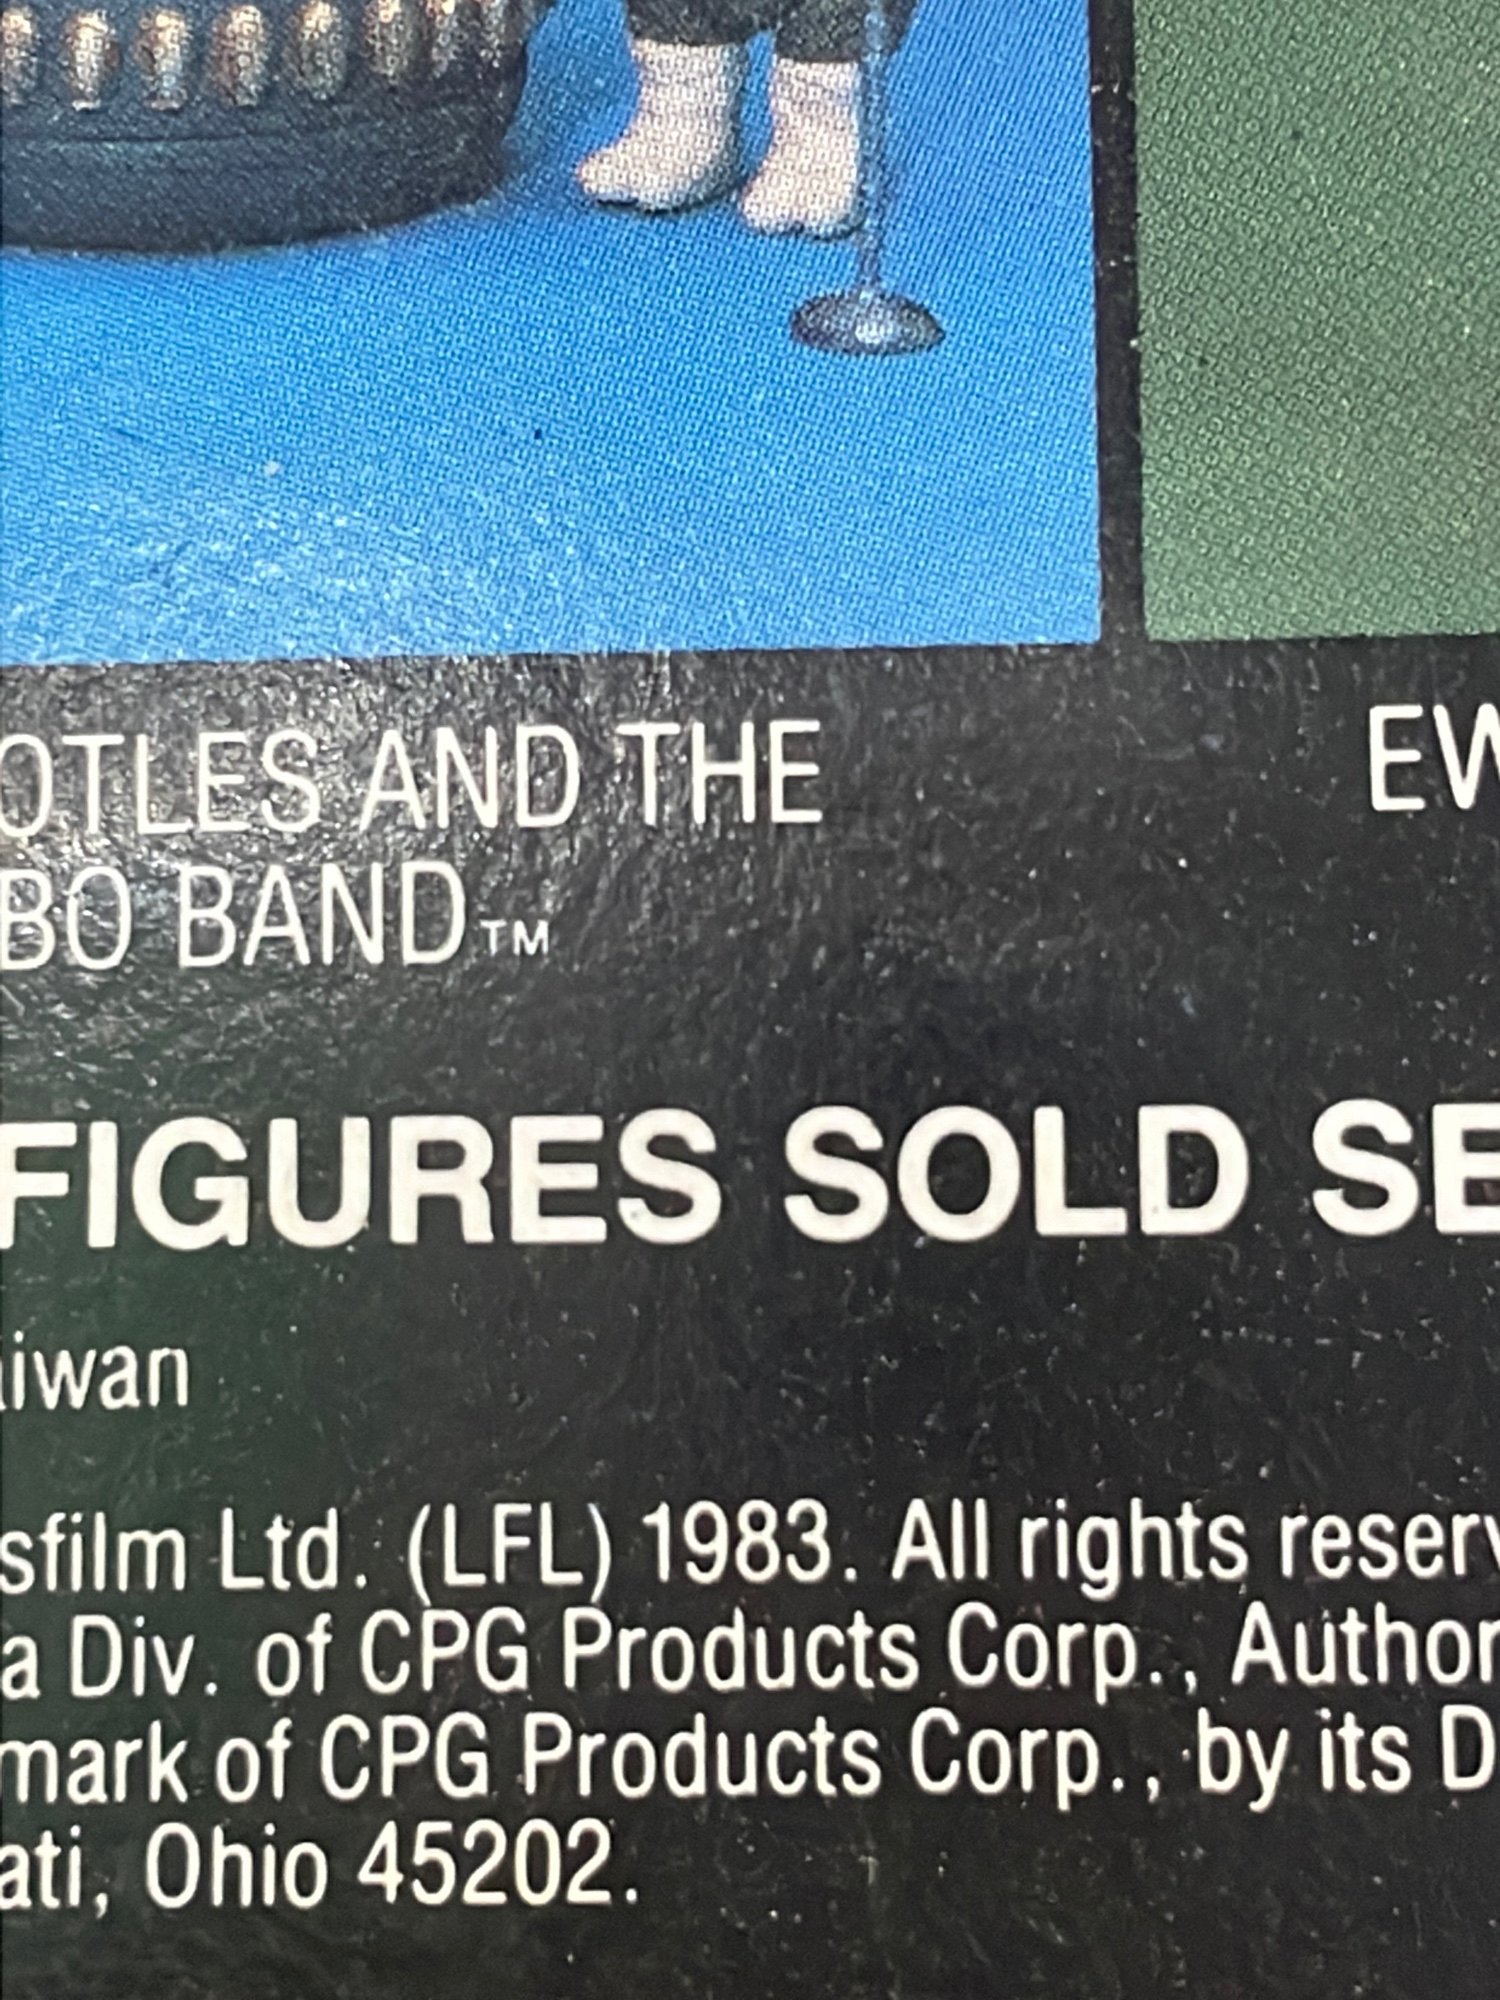 OTLES AND THE
BO BAND™
EW
FIGURES SOLD SE
aiwan
sfilm Ltd. (LFL) 1983. All rights reserv
a Div. of CPG Products Corp., Author
mark of CPG Products Corp., by its D
ati, Ohio 45202.